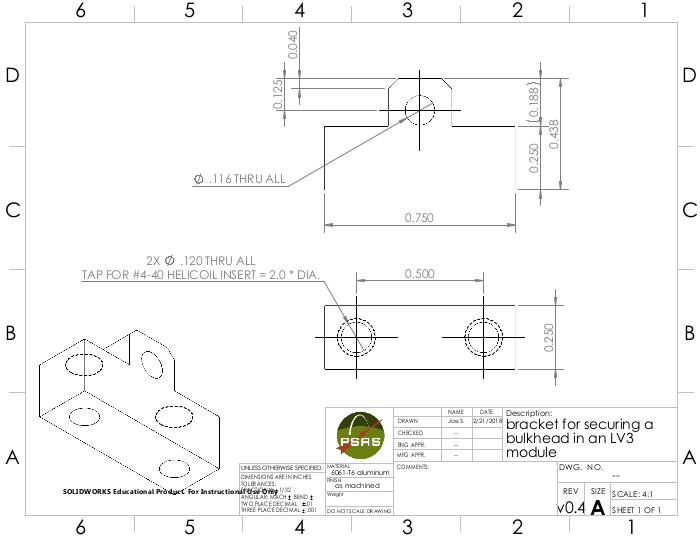 6 5 4 3 2 1
D D
C C
B B
A A
0.040
0.125
(0.188)
0.438
0.250
Ø .116 THRU ALL
0.750
2X Ø .120 THRU ALL
TAP FOR #4-40 HELICOIL INSERT = 2.0 * DIA.
0.500
0.250
PSAS
NAME DATE
DRAWN Joe S. 2/21/2018
CHECKED --
ENG APPR. --
MFG APPR. --
Description:
bracket for securing a
bulkhead in an LV3
module
UNLESS OTHERWISE SPECIFIED:
DIMENSIONS ARE IN INCHES
TOLERANCES:
1/32
ANGULAR: MACH ± BEND ±
TWO PLACE DECIMAL ±.01
THREE PLACE DECIMAL ± .001
MATERIAL
6061-T6 aluminum
FINISH
as machined
Weight
DO NOT SCALE DRAWING
COMMENTS:
DWG. NO.
--
REV SIZE
v0.4 A
SCALE: 4:1
SHEET 1 OF 1
SOLIDWORKS Educational Product. For Instructional Use Only
6 5 4 3 2 1